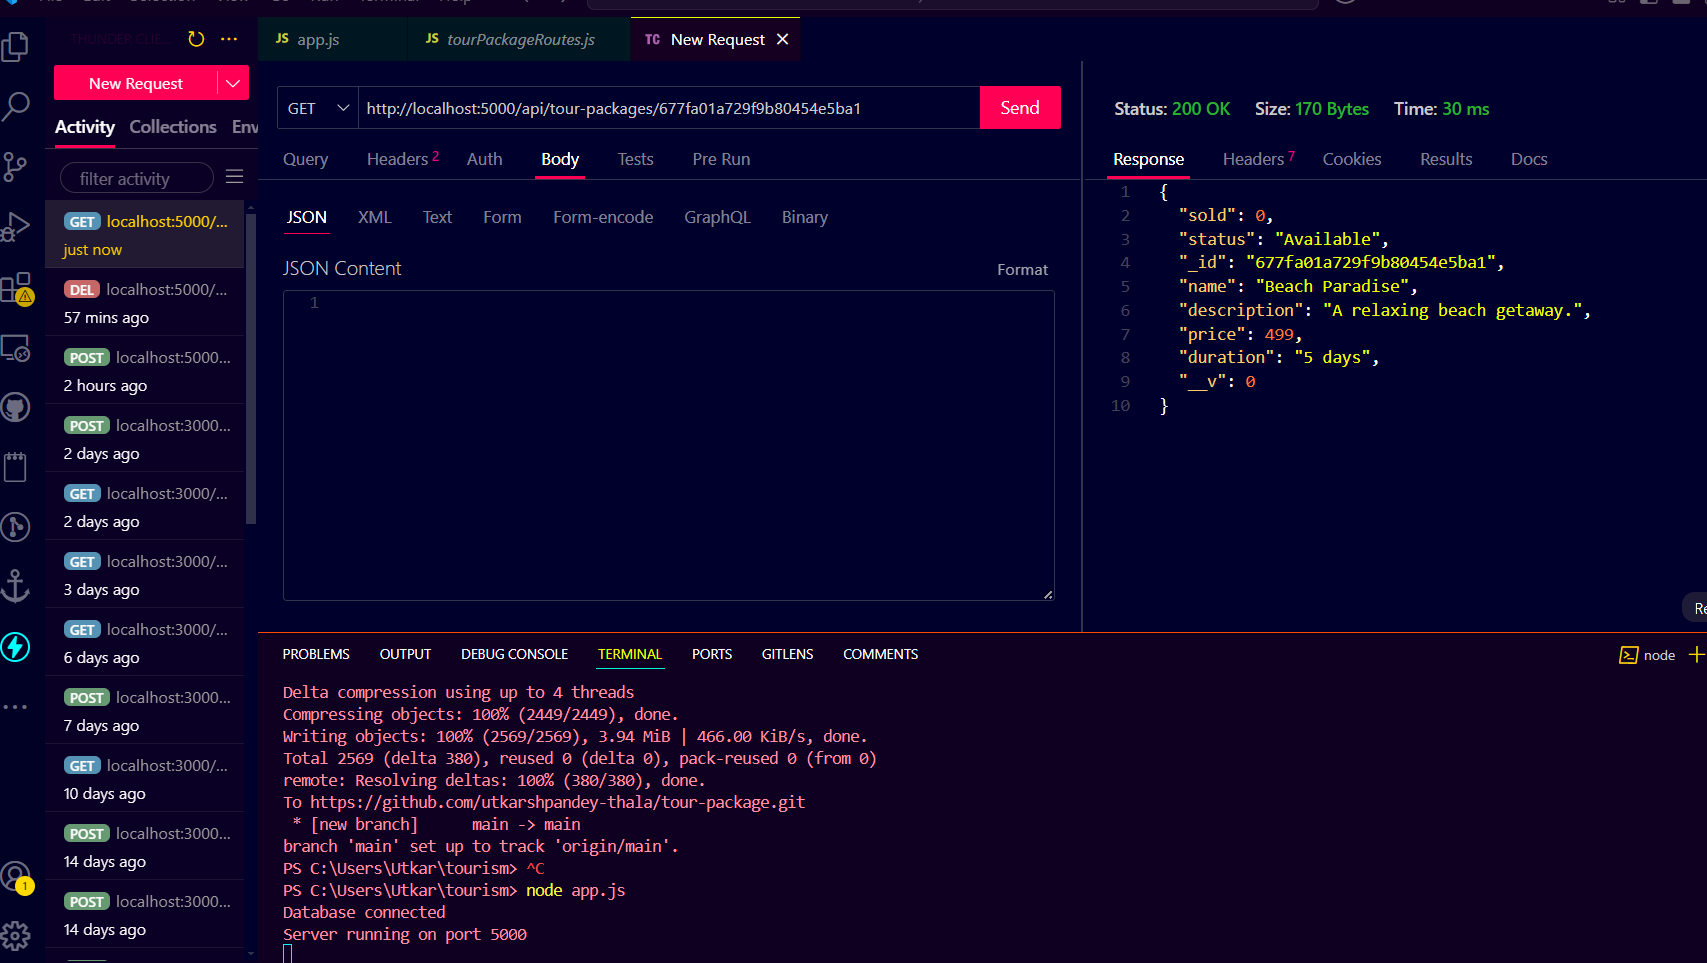 THUNDER CLIE...
app.js
tourPackageRoutes.js
New Request
New Request
Activity Collections Env
filter activity
GET localhost:5000/...
just now
DEL localhost:5000/...
57 mins ago
POST localhost:5000...
2 hours ago
POST localhost:3000...
2 days ago
GET localhost:3000/...
2 days ago
GET localhost:3000/...
3 days ago
GET localhost:3000/...
6 days ago
POST localhost:3000...
7 days ago
GET localhost:3000/...
10 days ago
POST localhost:3000...
14 days ago
POST localhost:3000...
14 days ago
1
GET http://localhost:5000/api/tour-packages/677fa01a729f9b80454e5ba1 Send
Query Headers 2 Auth Body Tests Pre Run
JSON XML Text Form Form-encode GraphQL Binary
JSON Content Format
1
Status: 200 OK Size: 170 Bytes Time: 30 ms
Response Headers 7 Cookies Results Docs
1 {
2 "sold": 0,
3 "status": "Available",
4 "_id": "677fa01a729f9b80454e5ba1",
5 "name": "Beach Paradise",
6 "description": "A relaxing beach getaway.",
7 "price": 499,
8 "duration": "5 days",
9 "__v": 0
10 }
Re
PROBLEMS OUTPUT DEBUG CONSOLE TERMINAL PORTS GITLENS COMMENTS
node
Delta compression using up to 4 threads
Compressing objects: 100% (2449/2449), done.
Writing objects: 100% (2569/2569), 3.94 MiB | 466.00 KiB/s, done.
Total 2569 (delta 380), reused 0 (delta 0), pack-reused 0 (from 0)
remote: Resolving deltas: 100% (380/380), done.
To https://github.com/utkarshpandey-thala/tour-package.git
* [new branch] main -> main
branch 'main' set up to track 'origin/main'.
PS C:\Users\Utkar\tourism> ^C
PS C:\Users\Utkar\tourism> node app.js
Database connected
Server running on port 5000